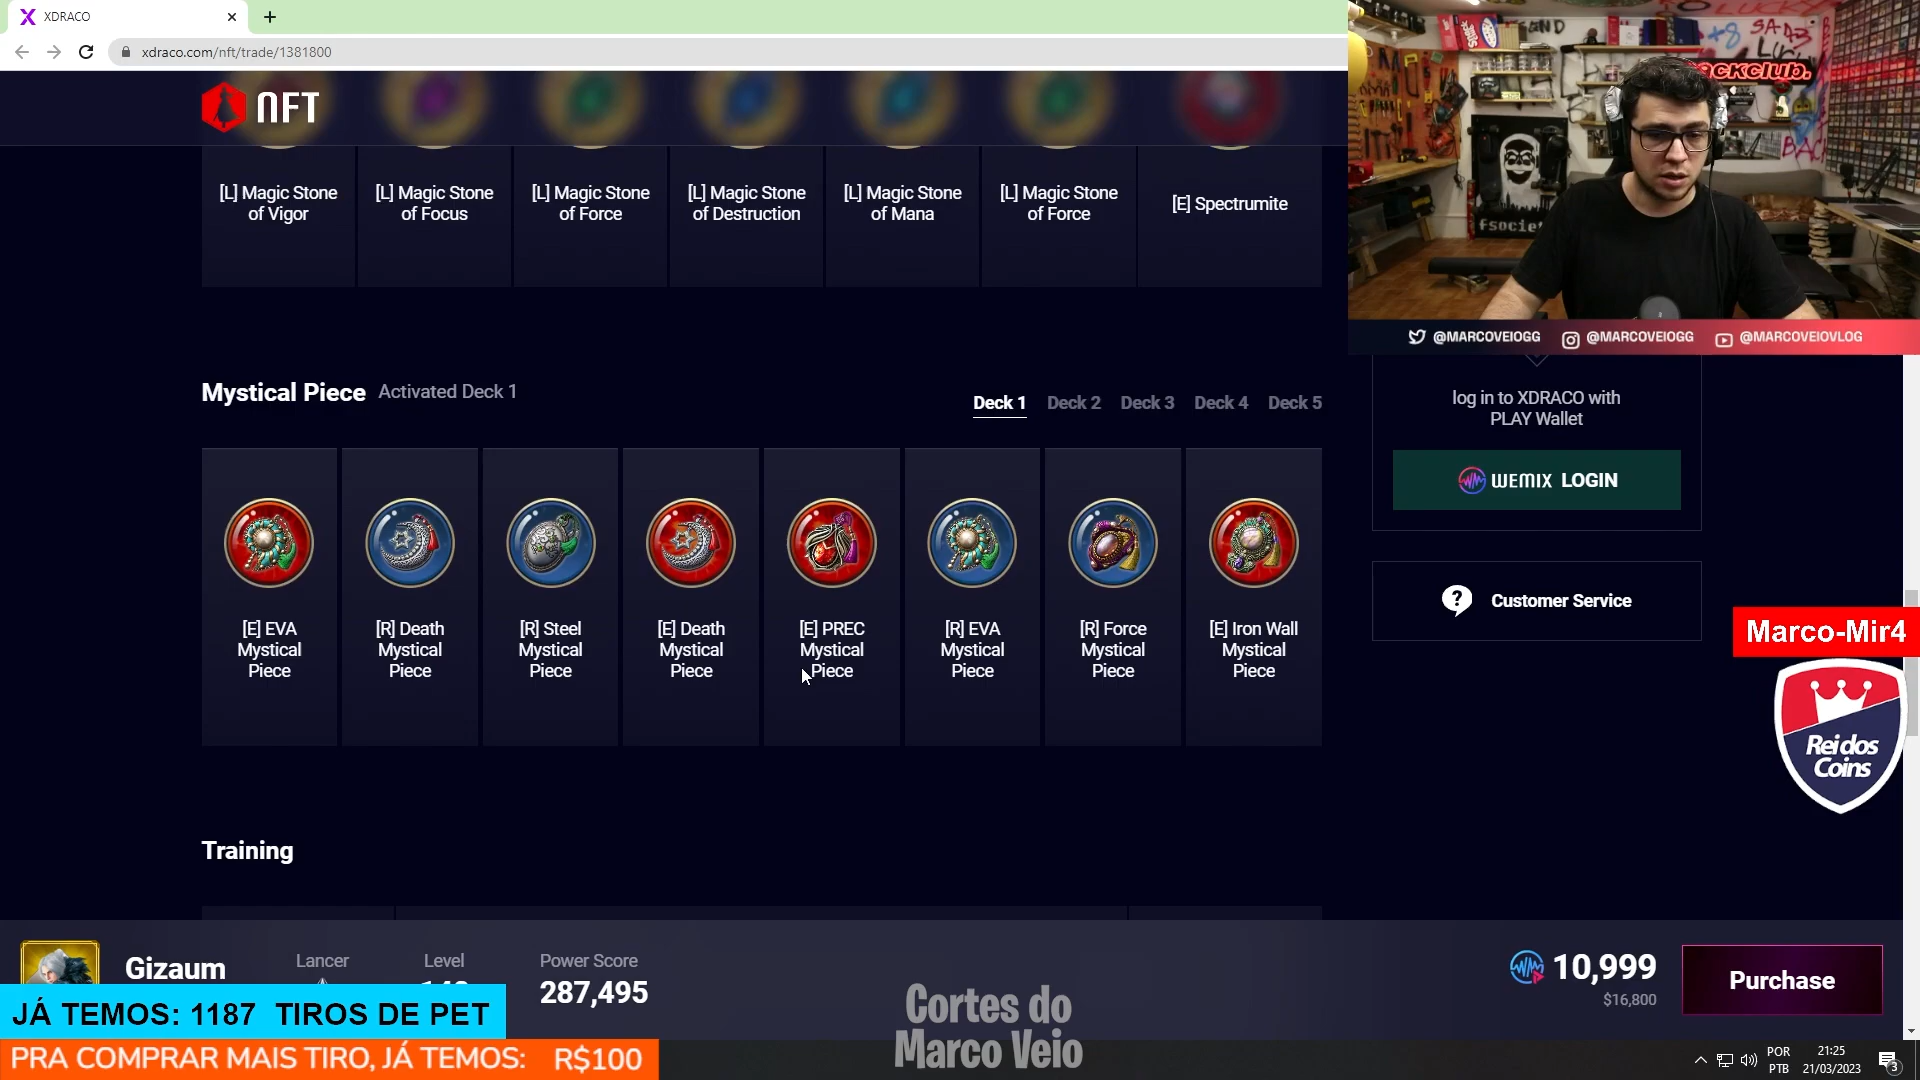 XDRACO
xdraco.com/nft/trade/1381800
NFT
[L] Magic Stone
of Vigor
[L] Magic Stone
of Focus
[L] Magic Stone
of Force
[L] Magic Stone
of Destruction
[L] Magic Stone
of Mana
[L] Magic Stone
of Force
[E] Spectrumite
@MARCOVEIOGG @MARCOVEIOGG @MARCOVEIOVLOG
Mystical Piece Activated Deck 1
Deck 1 Deck 2 Deck 3 Deck 4 Deck 5
log in to XDRACO with
PLAY Wallet
WEMIX LOGIN
Customer Service
[E] EVA
Mystical
Piece
[R] Death
Mystical
Piece
[R] Steel
Mystical
Piece
[E] Death
Mystical
Piece
[E] PREC
Mystical
Piece
[R] EVA
Mystical
Piece
[R] Force
Mystical
Piece
[E] Iron Wall
Mystical
Piece
Marco-Mir4
Rei dos
Coins
Training
Gizaum
Lancer
Level
Power Score
287,495
10,999
$16,800
Purchase
JÁ TEMOS: 1187 TIROS DE PET
PRA COMPRAR MAIS TIRO, JÁ TEMOS: R$100
Cortes do
Marco Veio
POR
PTB
21:25
21/03/2023
3